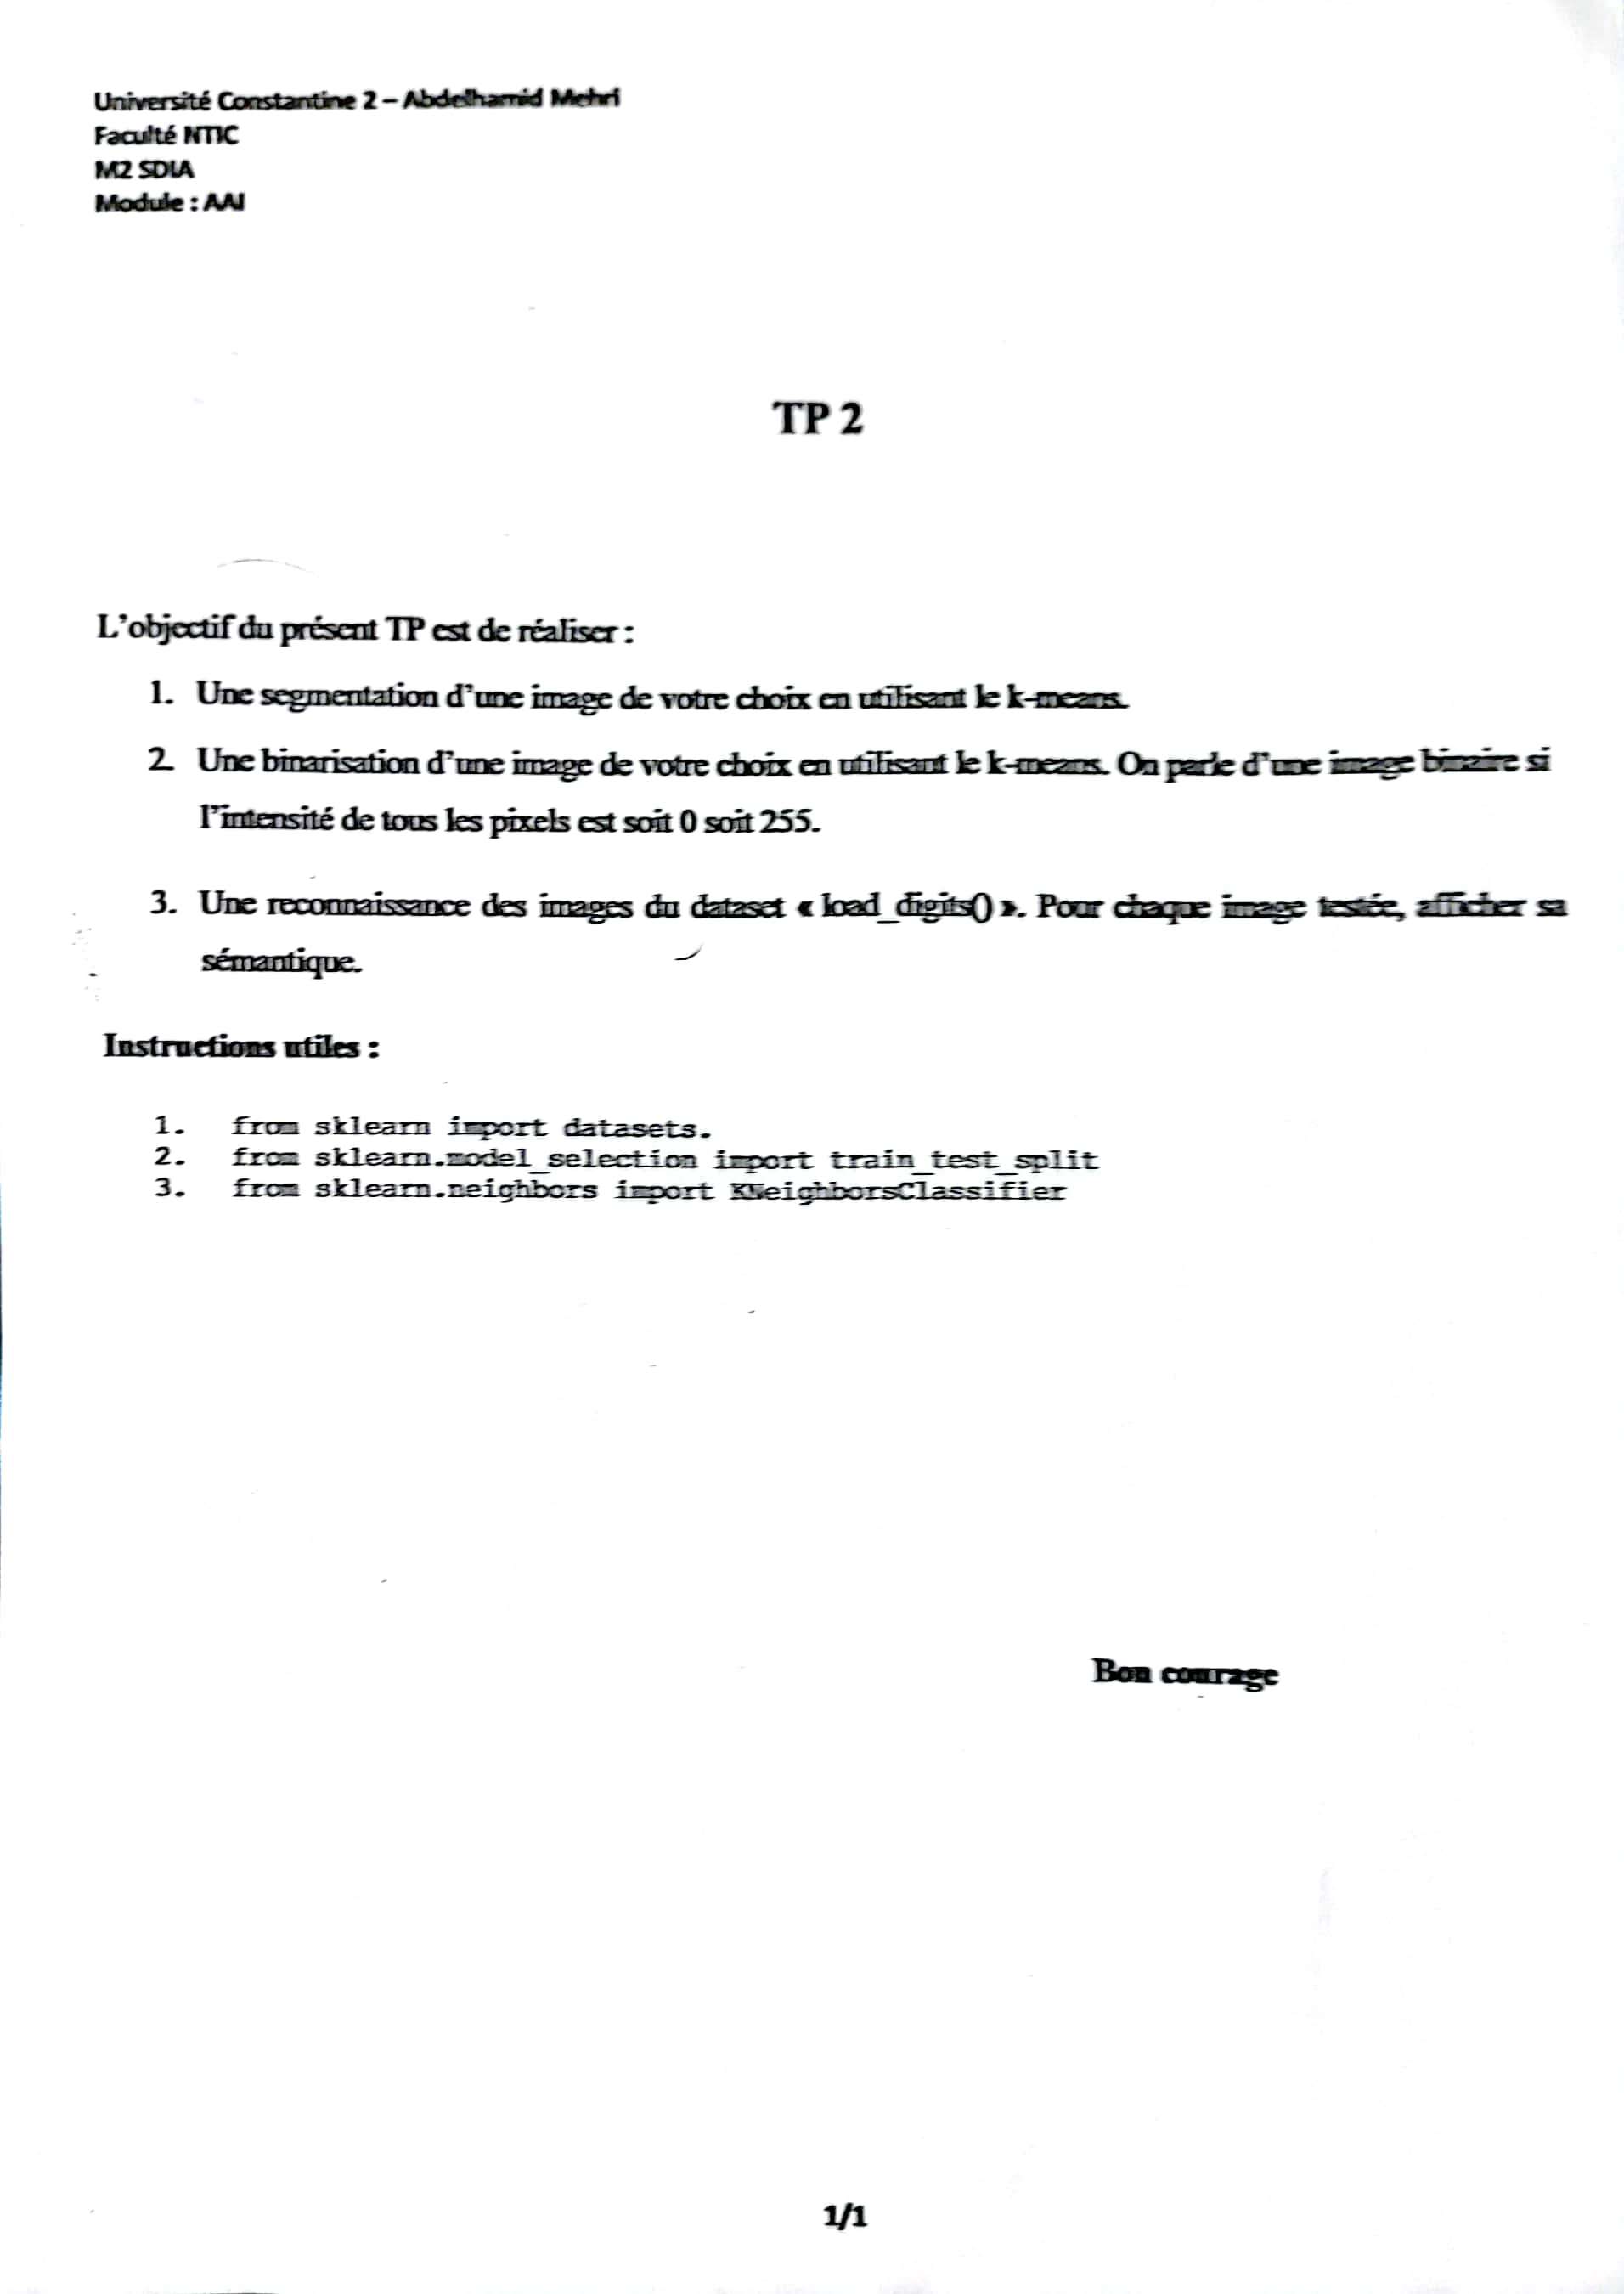 Université Constantine 2 – Abdelhamid Mehri
Faculté NTIC
M2 SDIA
Module : AAI
TP 2
L'objectif du présent TP est de réaliser :
1. Une segmentation d'une image de votre choix en utilisant le k-means.
2. Une binarisation d'une image de votre choix en utilisant le k-means. On parle d'une image binaire si
l'intensité de tous les pixels est soit 0 soit 255.
3. Une reconnaissance des images du dataset « load_digits() ». Pour chaque image testée, afficher sa
sémantique.
Instructions utiles :
1. from sklearn import datasets.
2. from sklearn.model_selection import train_test_split
3. from sklearn.neighbors import KNeighborsClassifier
Bon courage
1/1